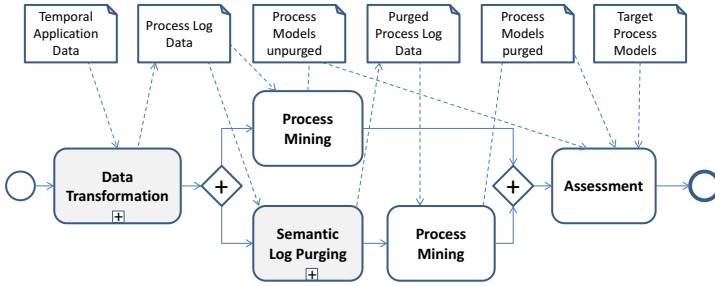 Temporal
Application
Data
Process Log
Data
Process
Models
unpurged
Purged
Process Log
Data
Process
Models
purged
Target
Process
Models
Process
Mining
Data
Transformation
Assessment
Semantic
Log Purging
Process
Mining